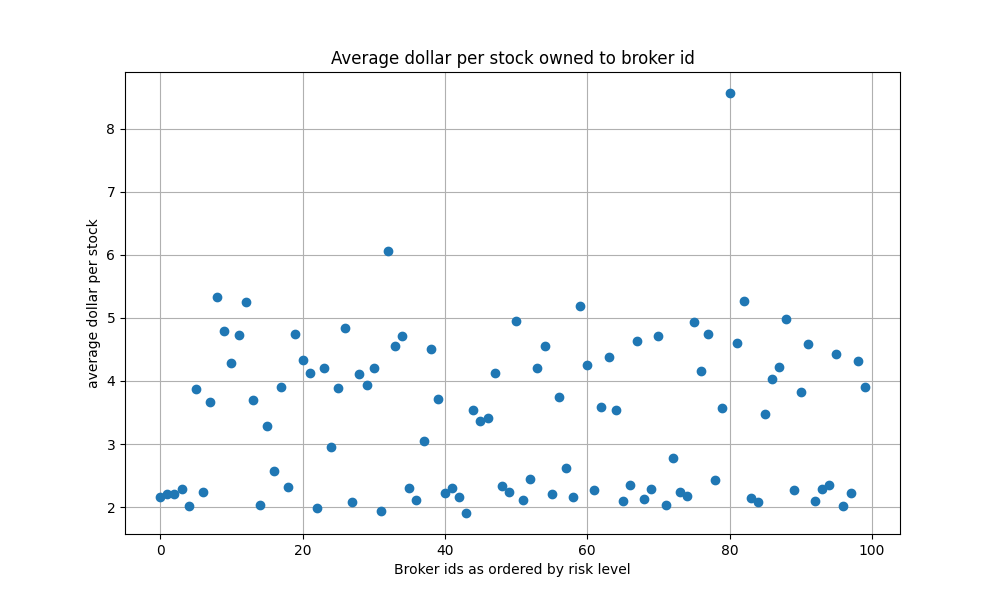 Average dollar per stock owned to broker id
average dollar per stock
8
7
6
5
4
3
2
0 20 40 60 80 100
Broker ids as ordered by risk level